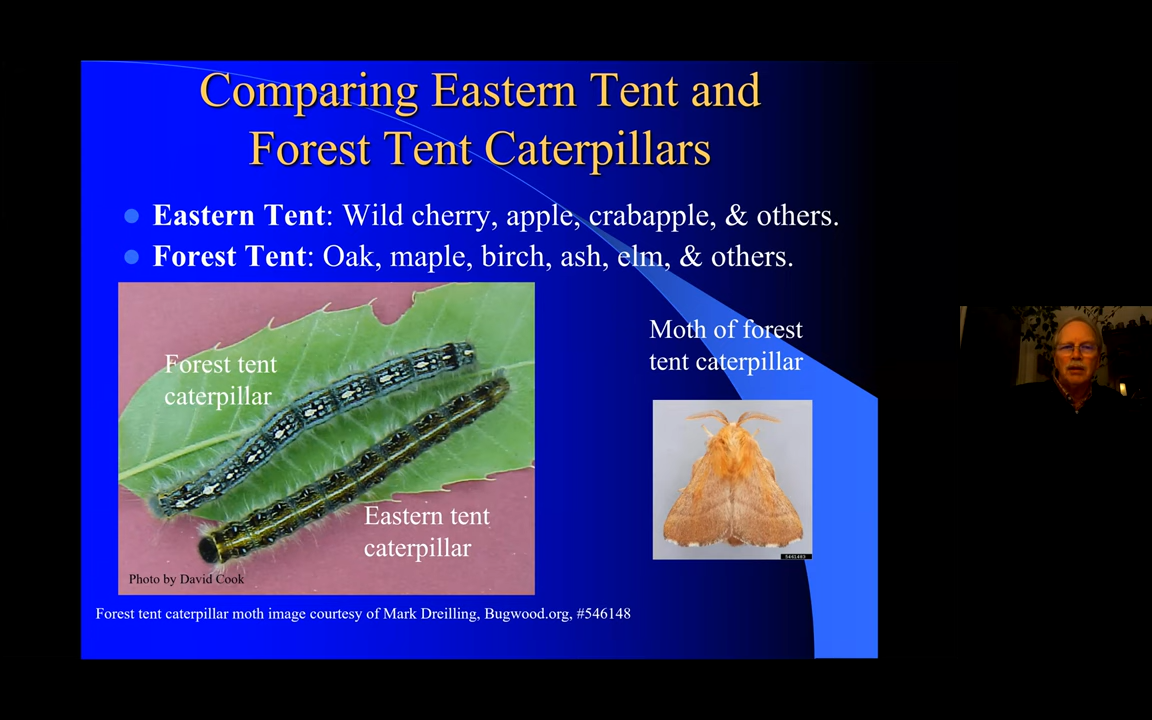 Comparing Eastern Tent and
Forest Tent Caterpillars
Eastern Tent: Wild cherry, apple, crabapple, & others.
Forest Tent: Oak, maple, birch, ash, elm, & others.
Forest tent
caterpillar
Eastern tent
caterpillar
Photo by David Cook
Moth of forest
tent caterpillar
Forest tent caterpillar moth image courtesy of Mark Dreilling, Bugwood.org, #546148